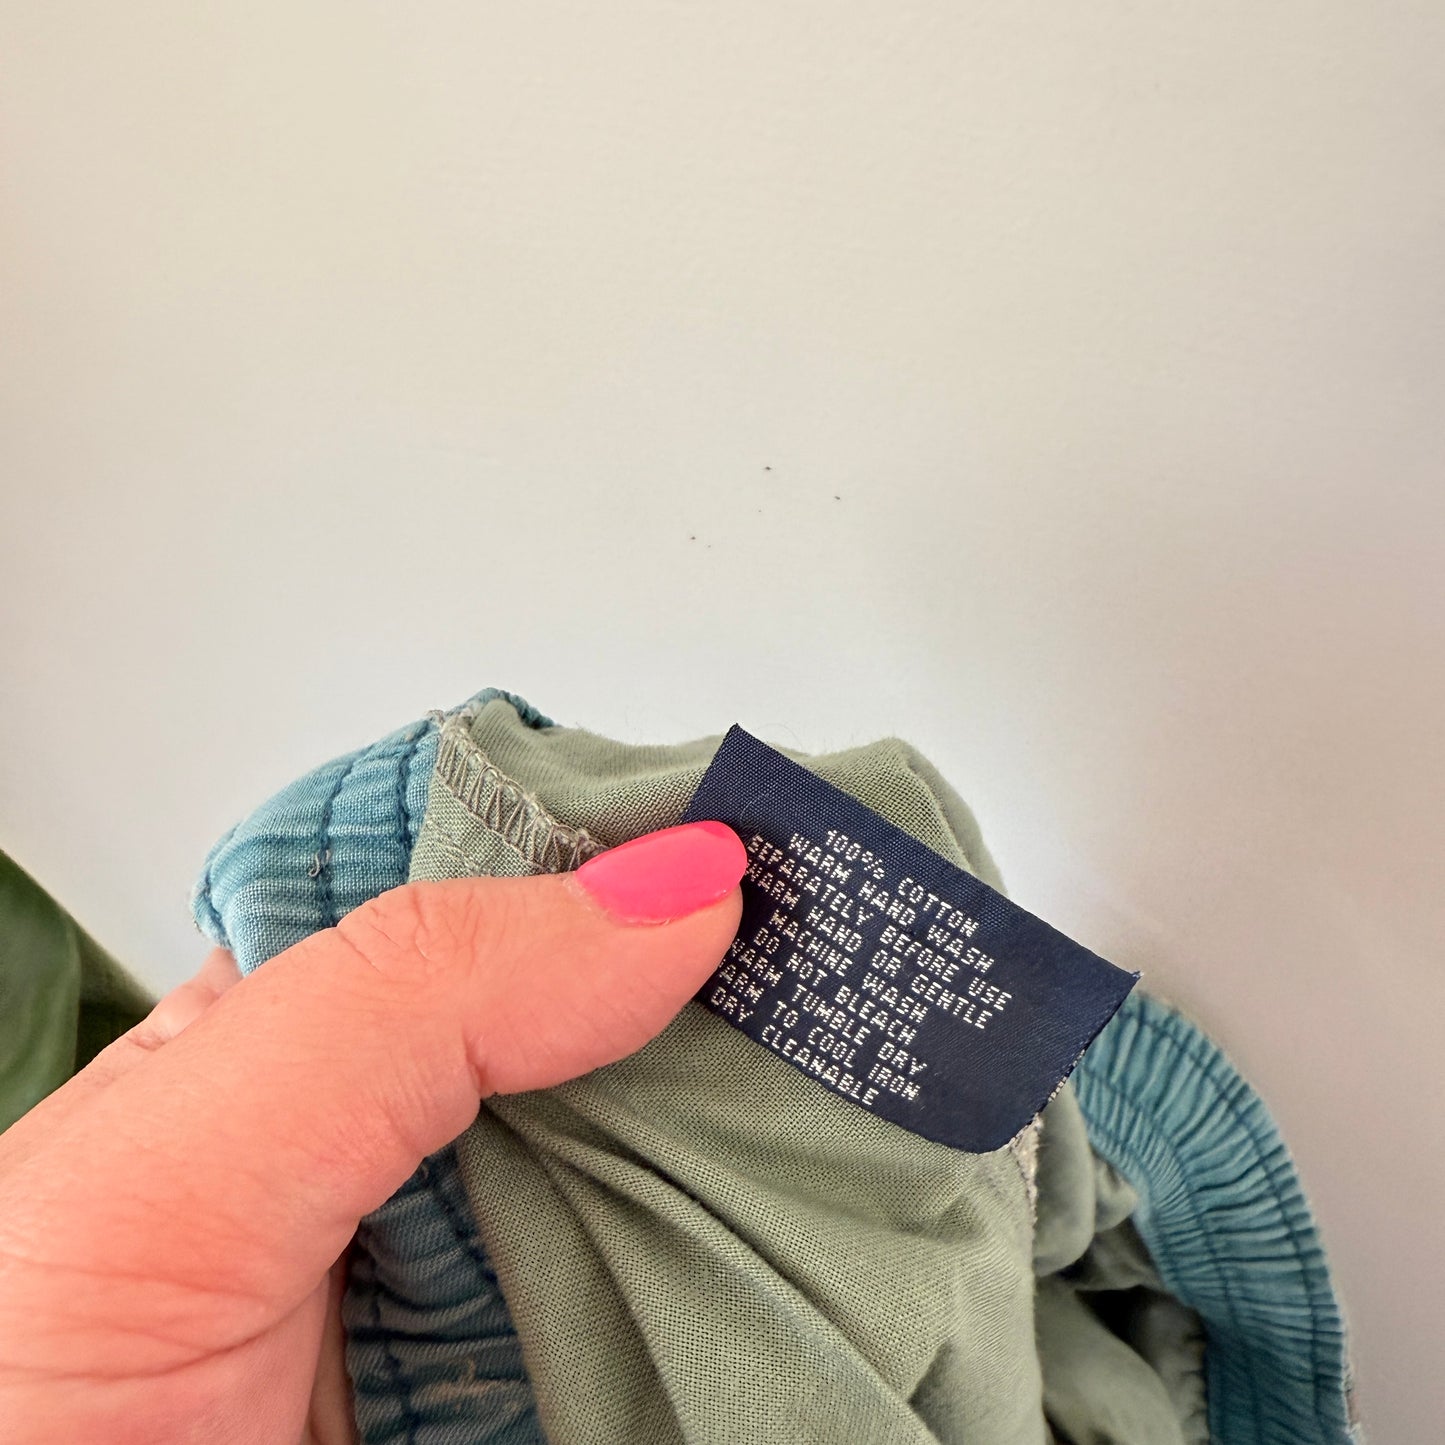 100% COTTON
WARM HAND WASH
SEPARATELY BEFORE USE
WARM HAND OR GENTLE
MACHINE WASH
DO NOT BLEACH
WARM TUMBLE DRY
WARM TO COOL IRON
DRY CLEANABLE